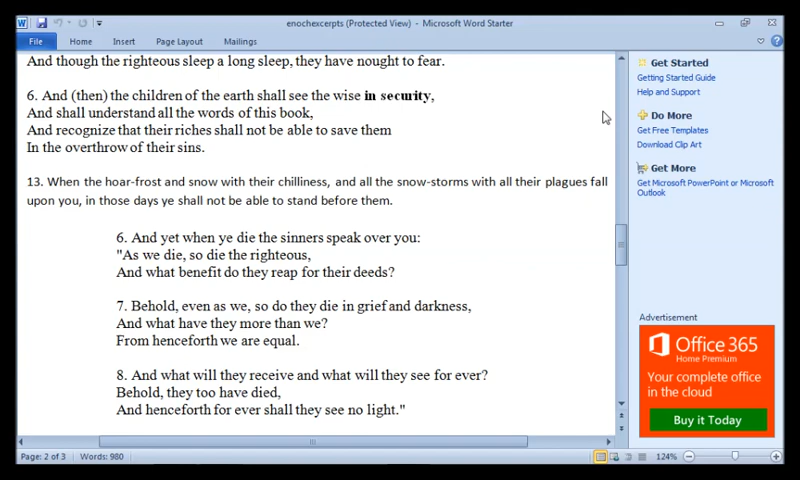 enochexcerpts (Protected View) - Microsoft Word Starter
File Home Insert Page Layout Mailings
And though the righteous sleep a long sleep, they have nought to fear.
6. And (then) the children of the earth shall see the wise in security,
And shall understand all the words of this book,
And recognize that their riches shall not be able to save them
In the overthrow of their sins.
13. When the hoar-frost and snow with their chilliness, and all the snow-storms with all their plagues fall
upon you, in those days ye shall not be able to stand before them.
6. And yet when ye die the sinners speak over you:
"As we die, so die the righteous,
And what benefit do they reap for their deeds?
7. Behold, even as we, so do they die in grief and darkness,
And what have they more than we?
From henceforth we are equal.
8. And what will they receive and what will they see for ever?
Behold, they too have died,
And henceforth for ever shall they see no light."
Get Started
Getting Started Guide
Help and Support
Do More
Get Free Templates
Download Clip Art
Get More
Get Microsoft PowerPoint or Microsoft
Outlook
Advertisement
Office 365
Home Premium
Your complete office
in the cloud
Buy it Today
Page: 2 of 3 Words: 980 124%